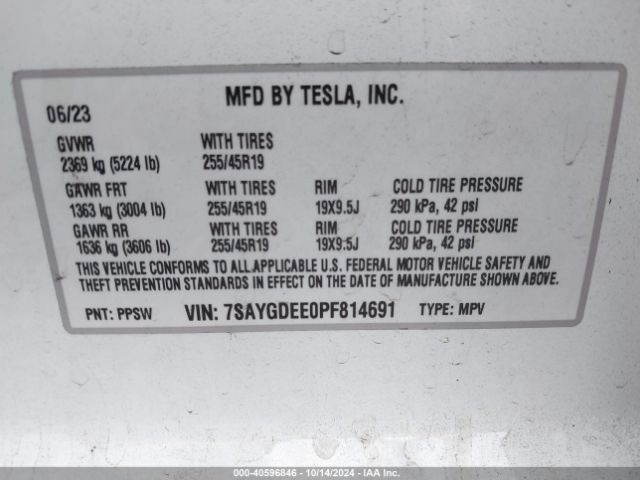 MFD BY TESLA, INC.
06/23
GVWR WITH TIRES
2369 kg (5224 lb) 255/45R19
GAWR FRT WITH TIRES RIM COLD TIRE PRESSURE
1363 kg (3004 lb) 255/45R19 19X9.5J 290 kPa, 42 psi
GAWR RR WITH TIRES RIM COLD TIRE PRESSURE
1636 kg (3606 lb) 255/45R19 19X9.5J 290 kPa, 42 psi
THIS VEHICLE CONFORMS TO ALL APPLICABLE U.S. FEDERAL MOTOR VEHICLE SAFETY AND
THEFT PREVENTION STANDARDS IN EFFECT ON THE DATE OF MANUFACTURE SHOWN ABOVE.
PNT: PPSW VIN: 7SAYGDEE0PF814691 TYPE: MPV
000-40596846 - 10/14/2024 - IAA Inc.